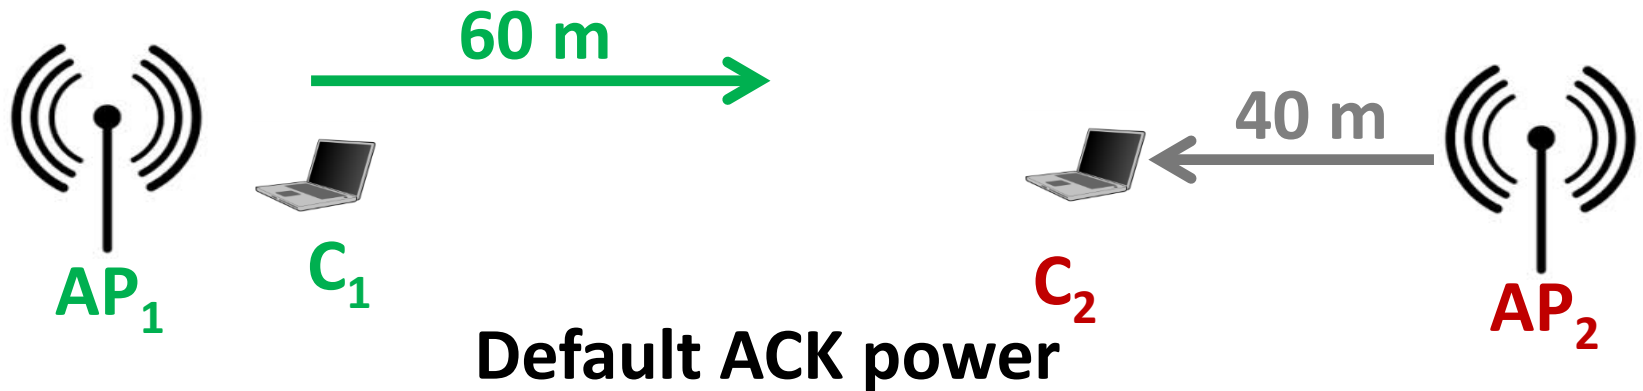 60 m
40 m
C₁
C₂
AP₁
AP₂
Default ACK power